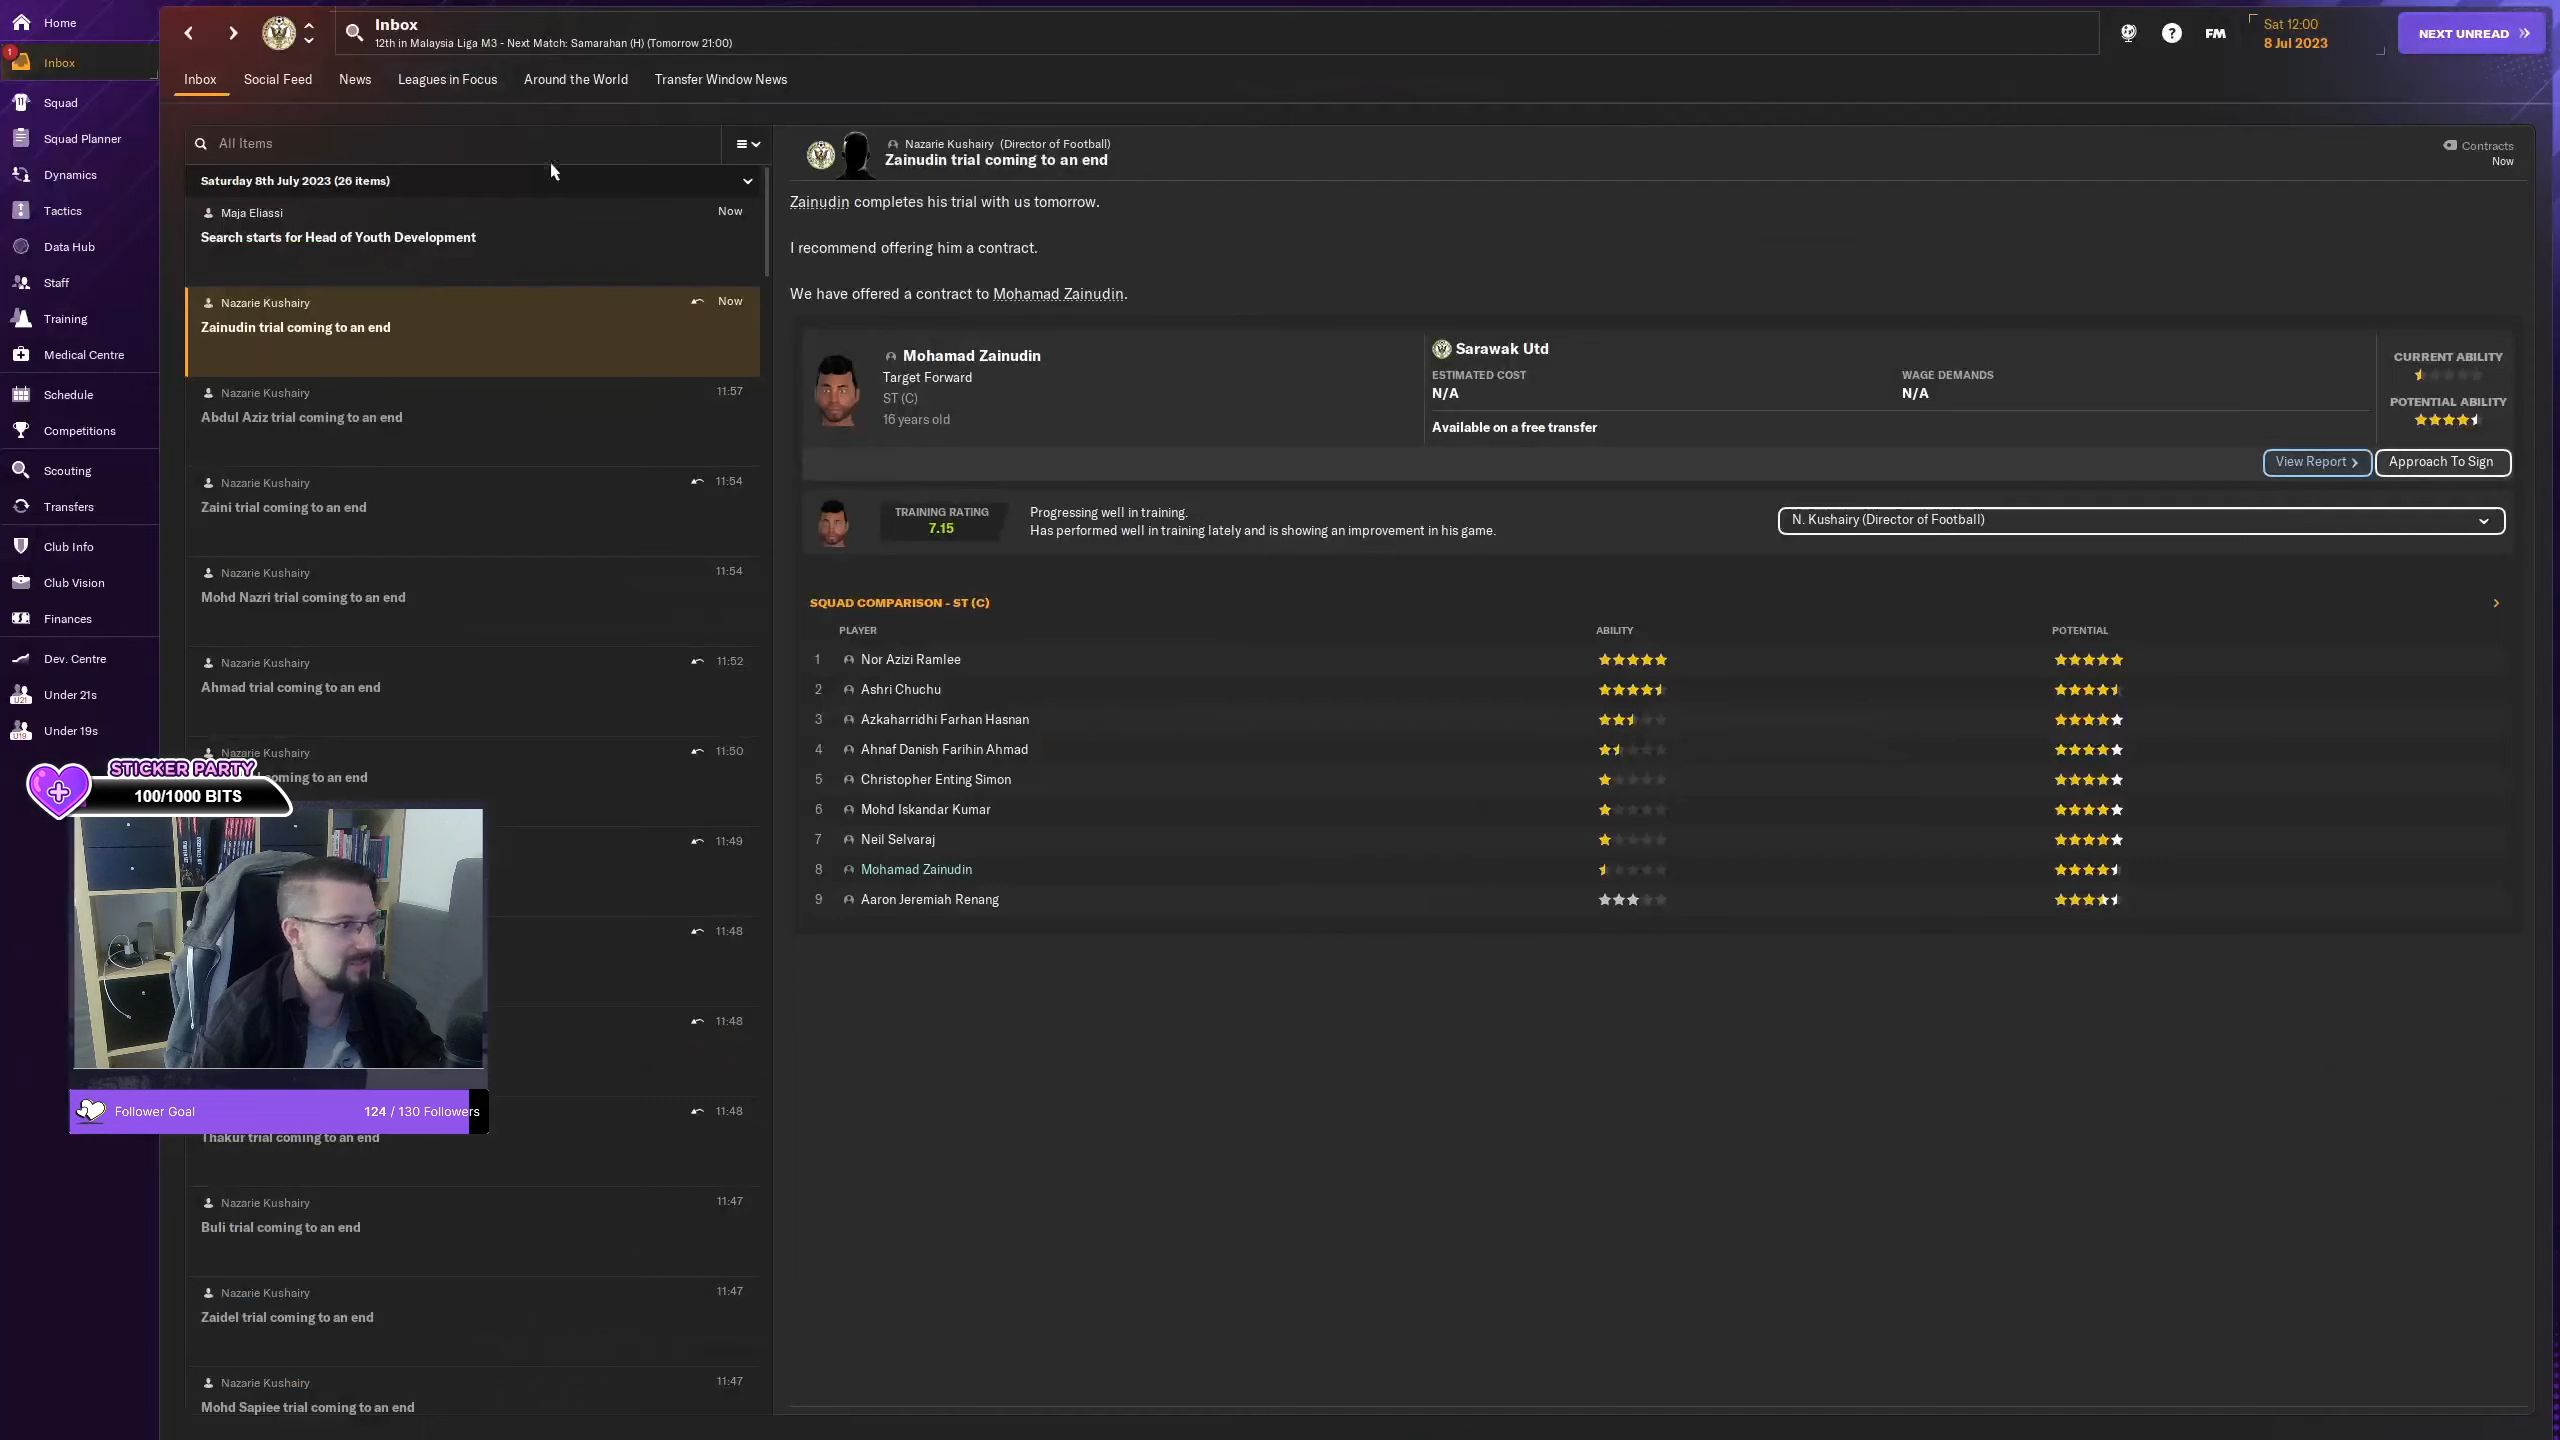 Home
Inbox
1
Squad
Squad Planner
Dynamics
Tactics
Data Hub
Staff
Training
Medical Centre
Schedule
Competitions
Scouting
Transfers
Club Info
Club Vision
Finances
Dev. Centre
Under 21s
Under 19s
Inbox
12th in Malaysia Liga M3 - Next Match: Samarahan (H) (Tomorrow 21:00)
FM
Sat 12:00
8 Jul 2023
NEXT UNREAD
Inbox
Social Feed
News
Leagues in Focus
Around the World
Transfer Window News
All Items
Saturday 8th July 2023 (26 items)
Maja Eliassi
Now
Search starts for Head of Youth Development
Nazarie Kushairy
Now
Zainudin trial coming to an end
Nazarie Kushairy
11:57
Abdul Aziz trial coming to an end
Nazarie Kushairy
11:54
Zaini trial coming to an end
Nazarie Kushairy
11:54
Mohd Nazri trial coming to an end
Nazarie Kushairy
11:52
Ahmad trial coming to an end
Nazarie Kushairy
11:50
coming to an end
11:49
11:48
11:48
11:48
Thakur trial coming to an end
Nazarie Kushairy
11:47
Buli trial coming to an end
Nazarie Kushairy
11:47
Zaidel trial coming to an end
Nazarie Kushairy
11:47
Mohd Sapiee trial coming to an end
STICKER PARTY
100/1000 BITS
Follower Goal
124 / 130 Followers
Nazarie Kushairy (Director of Football)
Zainudin trial coming to an end
Contracts
Now
Zainudin completes his trial with us tomorrow.
I recommend offering him a contract.
We have offered a contract to Mohamad Zainudin.
Mohamad Zainudin
Target Forward
ST (C)
16 years old
Sarawak Utd
ESTIMATED COST
N/A
WAGE DEMANDS
N/A
Available on a free transfer
CURRENT ABILITY
POTENTIAL ABILITY
View Report
Approach To Sign
TRAINING RATING
7.15
Progressing well in training.
Has performed well in training lately and is showing an improvement in his game.
N. Kushairy (Director of Football)
SQUAD COMPARISON - ST (C)
PLAYER ABILITY POTENTIAL
1 Nor Azizi Ramlee
2 Ashri Chuchu
3 Azkaharridhi Farhan Hasnan
4 Ahnaf Danish Farihin Ahmad
5 Christopher Enting Simon
6 Mohd Iskandar Kumar
7 Neil Selvaraj
8 Mohamad Zainudin
9 Aaron Jeremiah Renang